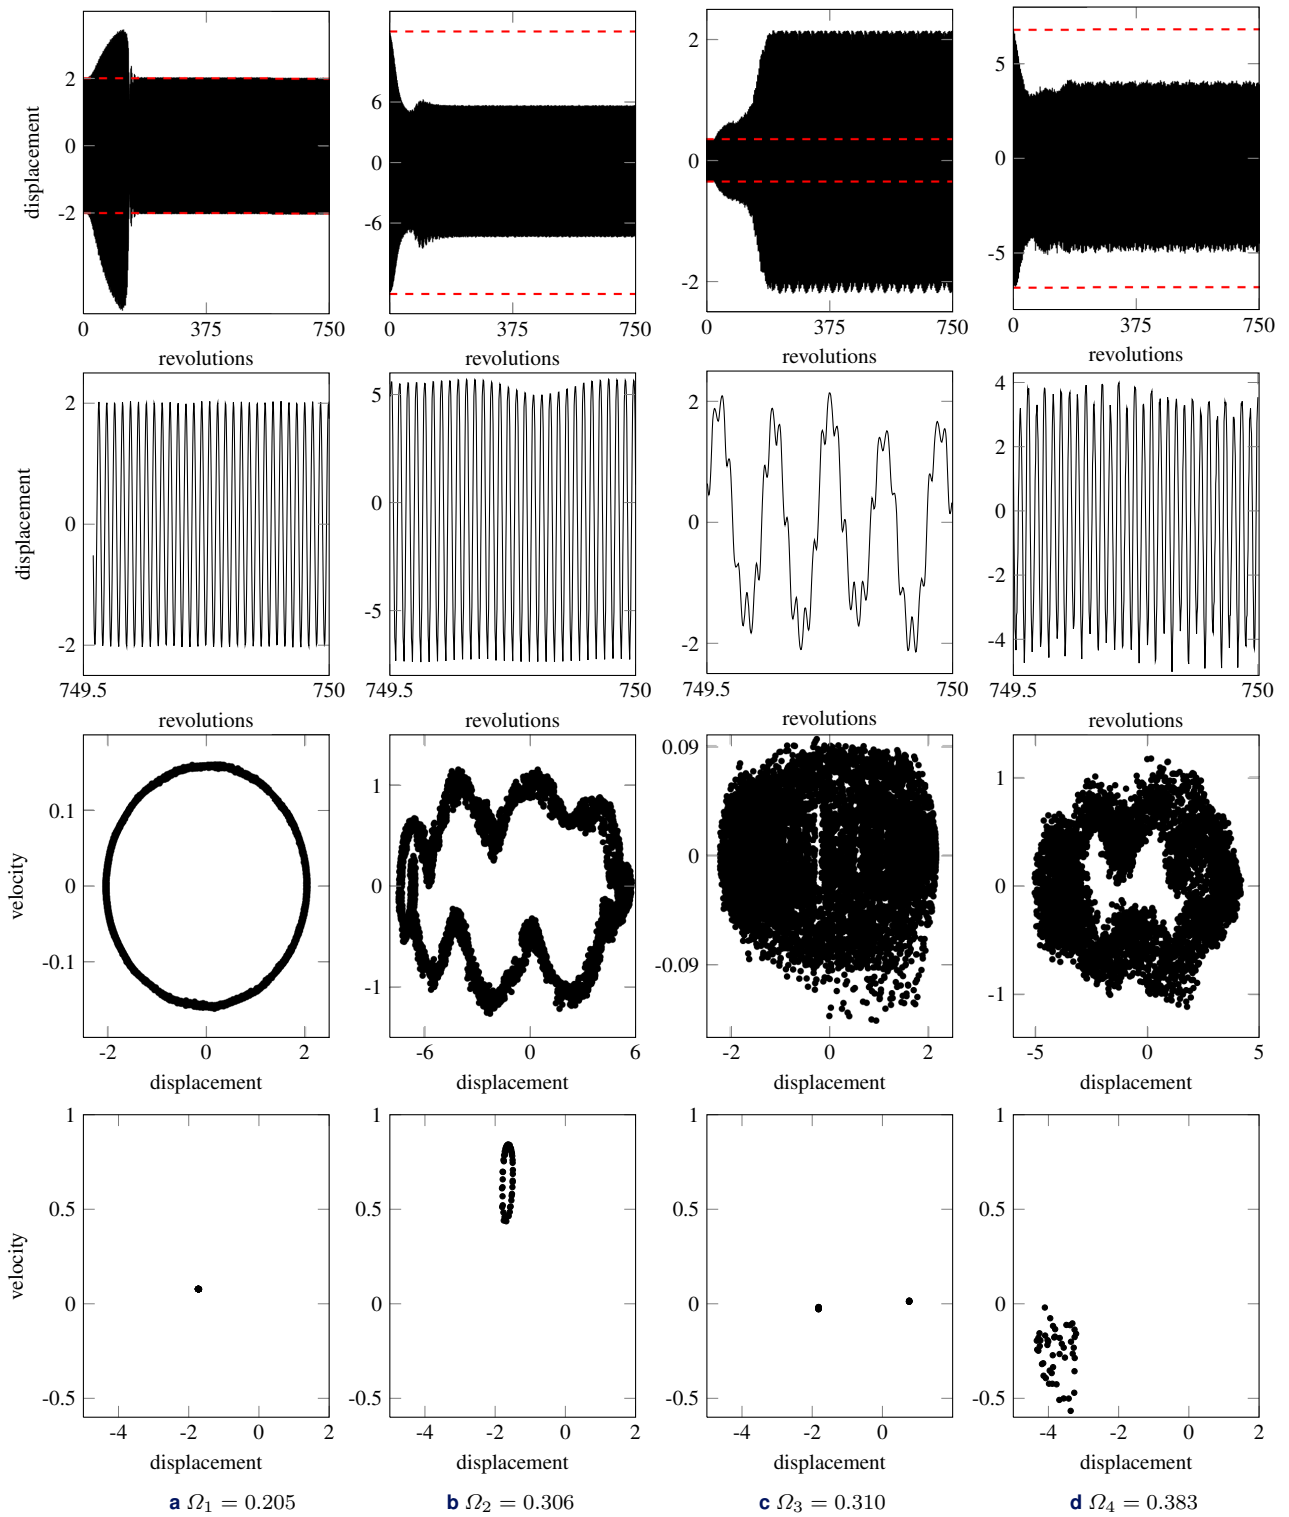 displacement
2
0
-2
0 375 750
revolutions
6
0
-6
0 375 750
revolutions
2
0
-2
0 375 750
revolutions
5
0
-5
0 375 750
revolutions
displacement
2
0
-2
749.5 750
revolutions
5
0
-5
749.5 750
revolutions
2
0
-2
749.5 750
revolutions
4
2
0
-2
-4
749.5 750
revolutions
velocity
0.1
0
-0.1
-2 0 2
displacement
1
0
-1
-6 0 6
displacement
0.09
0
-0.09
-2 0 2
displacement
1
0
-1
-5 0 5
displacement
velocity
1
0.5
0
-0.5
-4 -2 0 2
displacement
1
0.5
0
-0.5
-4 -2 0 2
displacement
1
0.5
0
-0.5
-4 -2 0 2
displacement
1
0.5
0
-0.5
-4 -2 0 2
displacement
a Ω₁ = 0.205
b Ω₂ = 0.306
c Ω₃ = 0.310
d Ω₄ = 0.383